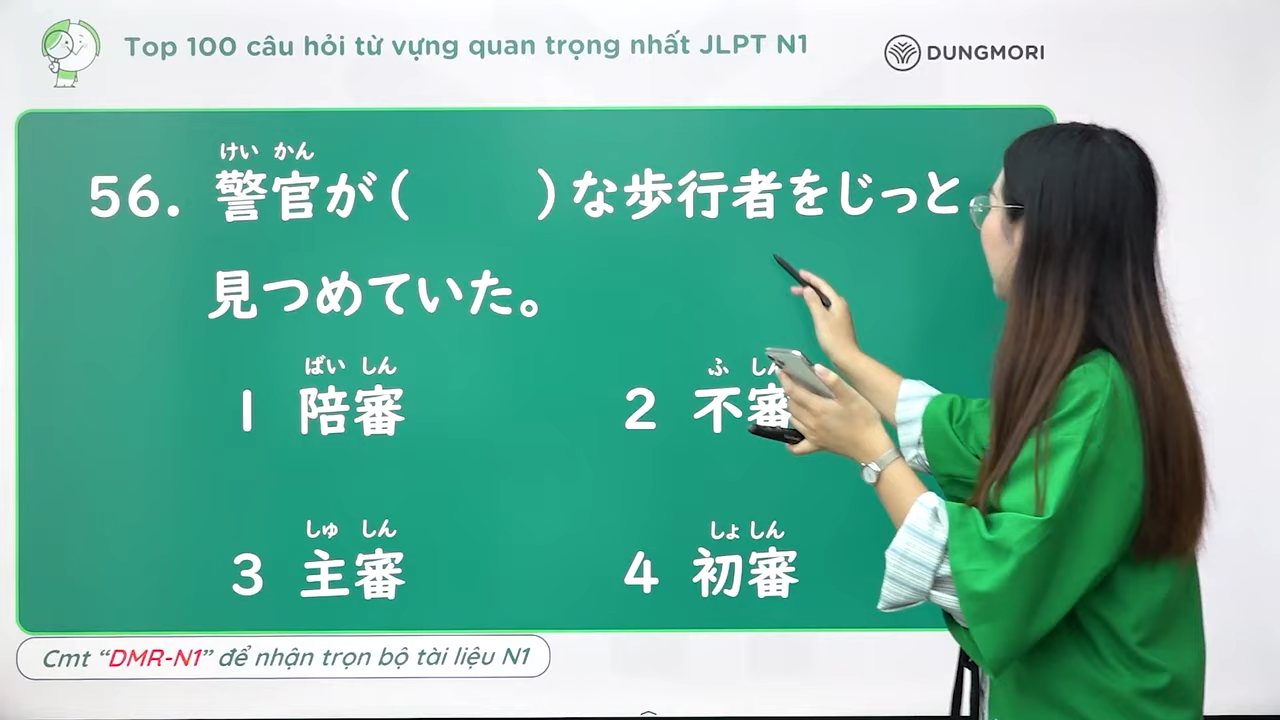 Top 100 câu hỏi từ vựng quan trọng nhất JLPT N1
DUNGMORI
けい かん
56. 警官が( )な歩行者をじっと
見つめていた。
ばい しん
1 陪審
ふ しん
2 不審
しゅ しん
3 主審
しょ しん
4 初審
Cmt “DMR-N1” để nhận trọn bộ tài liệu N1